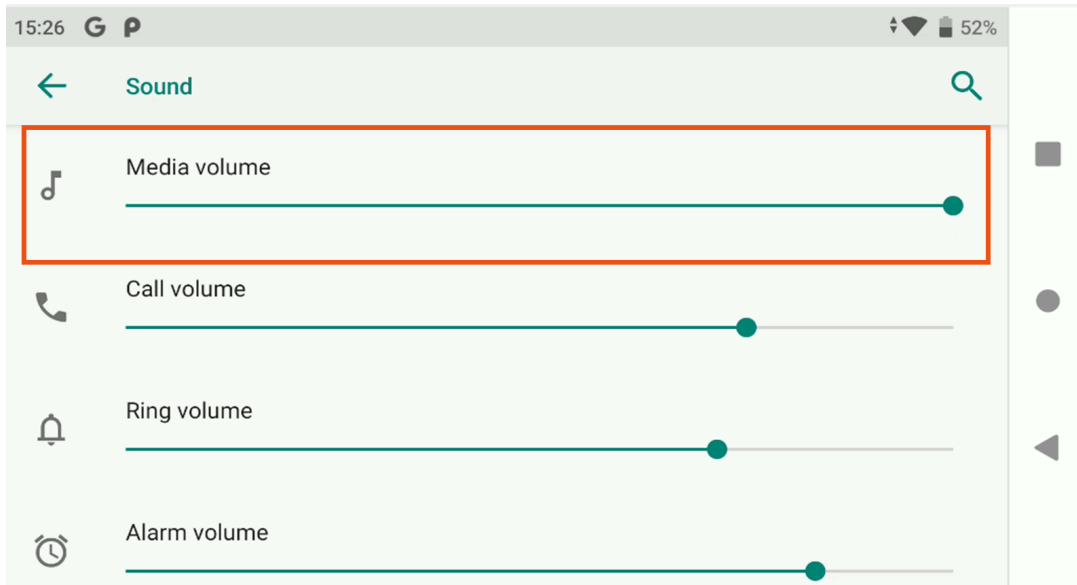 15:26 G P 52%
Sound
Media volume
Call volume
Ring volume
Alarm volume